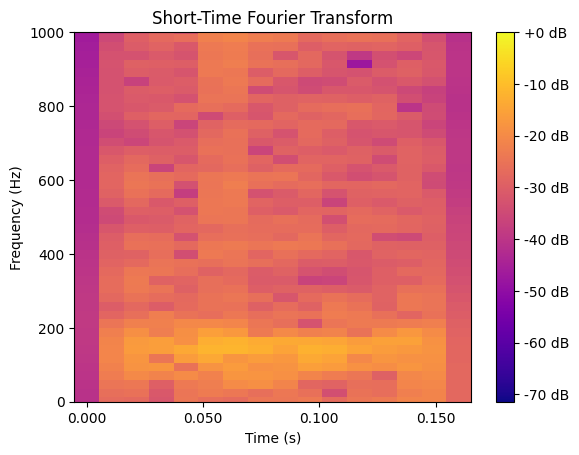 Short-Time Fourier Transform
1000
800
600
400
200
0
Frequency (Hz)
0.000
0.050
0.100
0.150
Time (s)
+0 dB
-10 dB
-20 dB
-30 dB
-40 dB
-50 dB
-60 dB
-70 dB